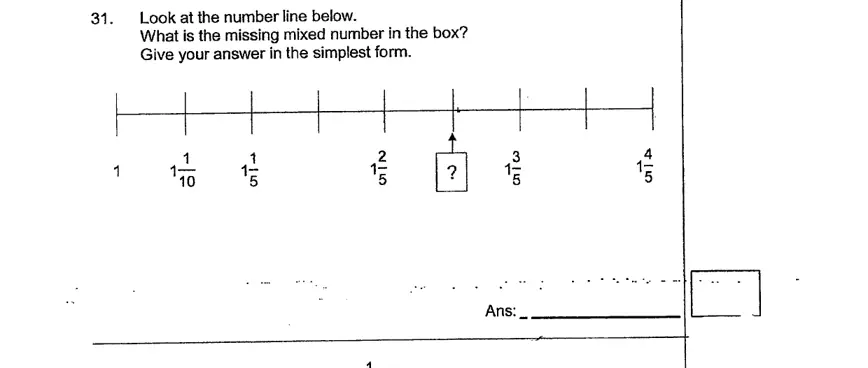 31. Look at the number line below.
What is the missing mixed number in the box?
Give your answer in the simplest form.
1 1 1/10 1 1/5 1 2/5 ? 1 3/5 1 4/5
Ans: